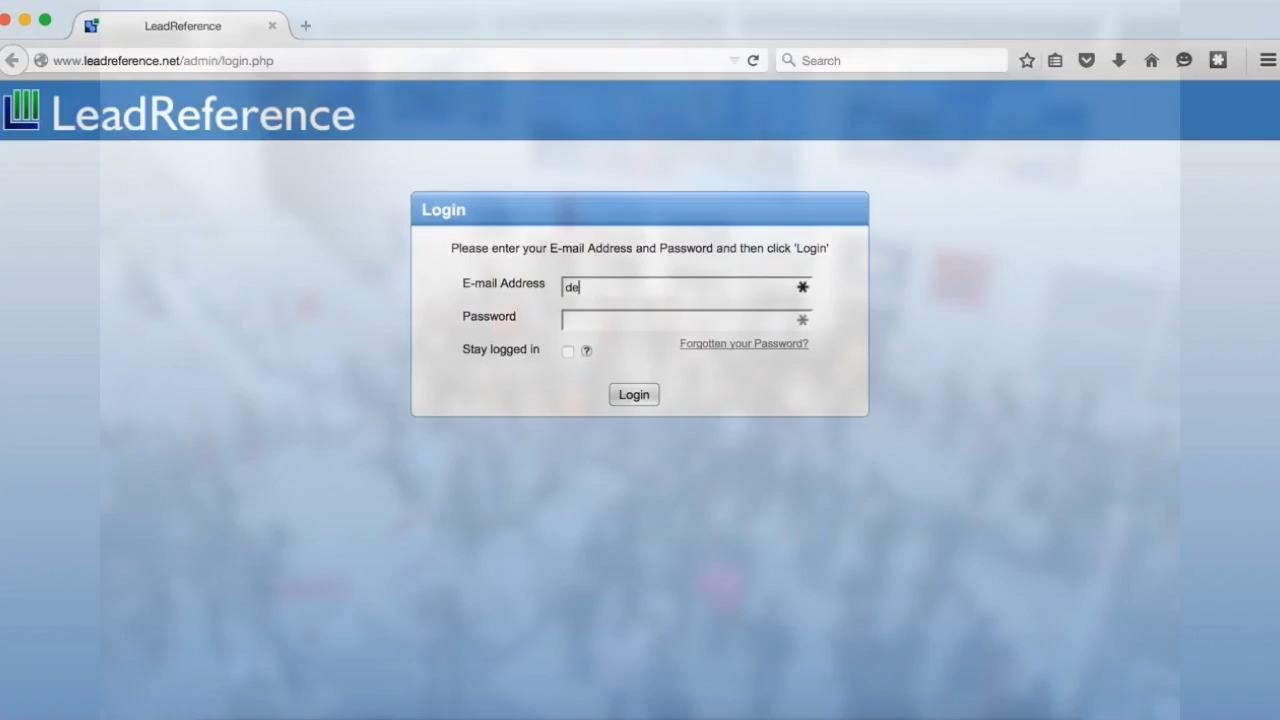 LeadReference
www.leadreference.net/admin/login.php
Search
LeadReference
Login
Please enter your E-mail Address and Password and then click 'Login'
E-mail Address
de
Password
Forgotten your Password?
Stay logged in
Login